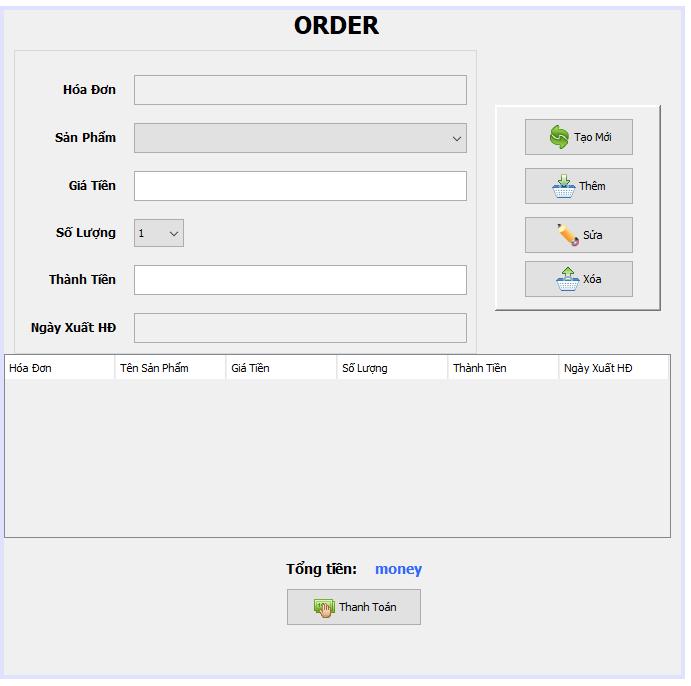 ORDER
Hóa Đơn
Sản Phẩm
Giá Tiền
Số Lượng
1
Thành Tiền
Ngày Xuất HĐ
Tạo Mới
Thêm
Sửa
Xóa
Hóa Đơn Tên Sản Phẩm Giá Tiền Số Lượng Thành Tiền Ngày Xuất HĐ
Tổng tiền: money
Thanh Toán